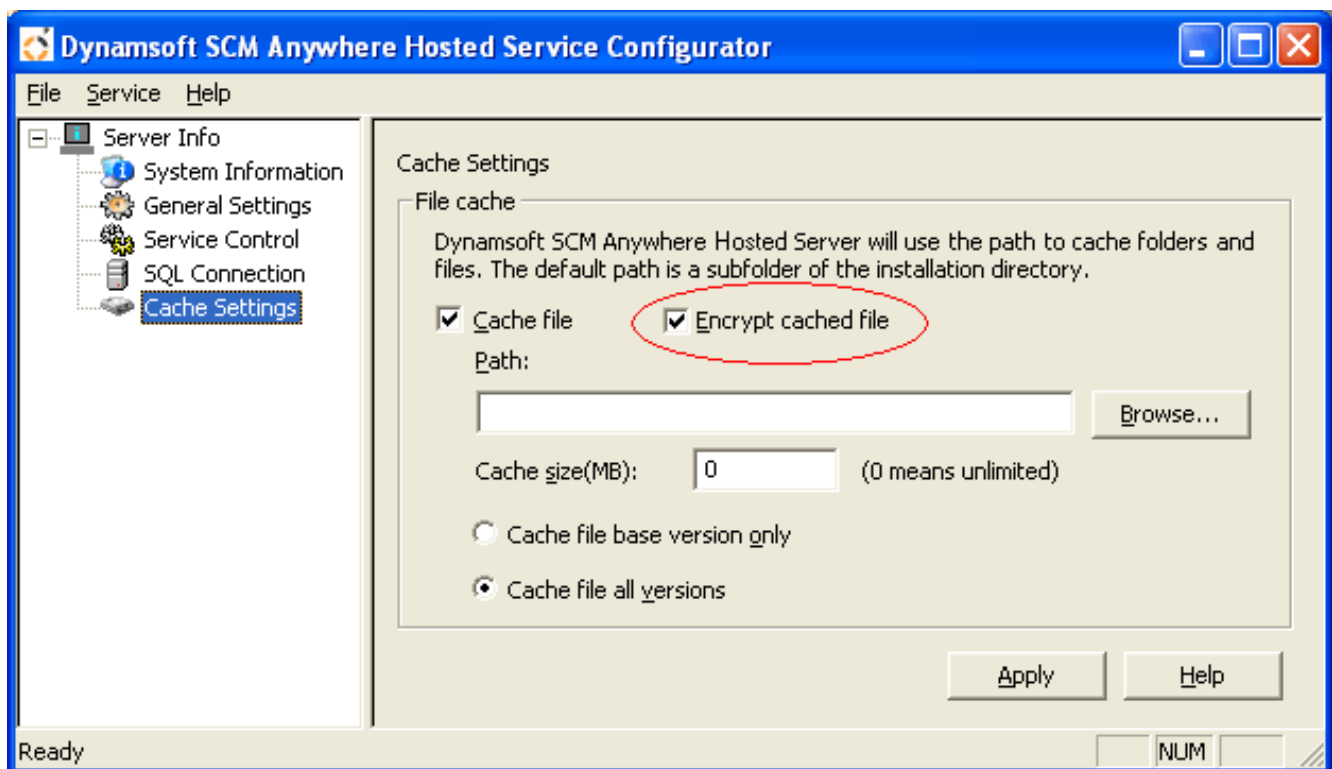 Dynamsoft SCM Anywhere Hosted Service Configurator
File Service Help
Server Info
System Information
General Settings
Service Control
SQL Connection
Cache Settings
Cache Settings
File cache
Dynamsoft SCM Anywhere Hosted Server will use the path to cache folders and
files. The default path is a subfolder of the installation directory.
Cache file Encrypt cached file
Path:
Browse...
Cache size(MB): 0 (0 means unlimited)
Cache file base version only
Cache file all versions
Apply Help
Ready NUM